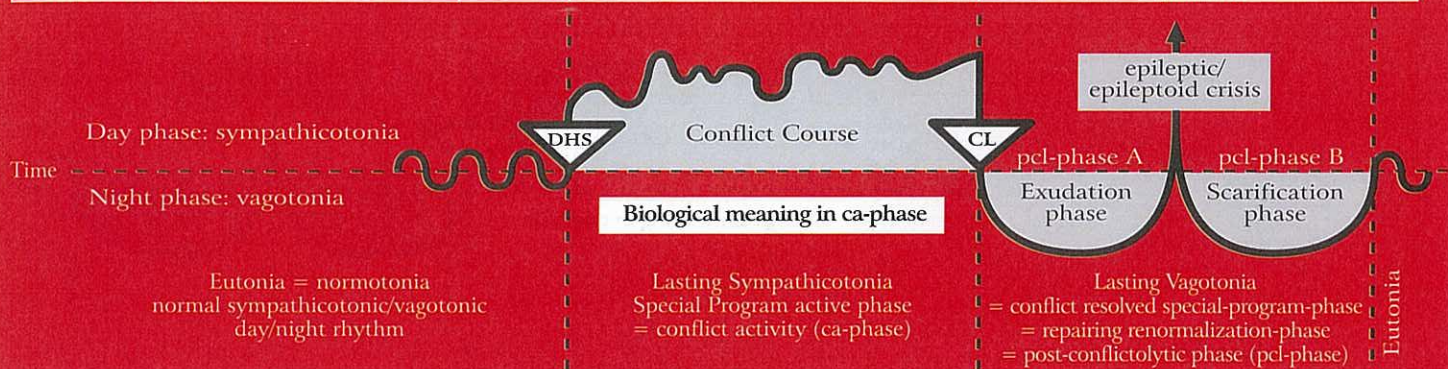 epileptic/
epileptoid crisis
Day phase: sympathicotonia
DHS
Conflict Course
CL
pcl-phase A
pcl-phase B
Time
Night phase: vagotonia
Exudation
phase
Scarification
phase
Biological meaning in ca-phase
Eutonia = normotonia
normal sympathicotonic/vagotonic
day/night rhythm
Lasting Sympathicotonia
Special Program active phase
= conflict activity (ca-phase)
Lasting Vagotonia
= conflict resolved special-program-phase
= repairing renormalization-phase
= post-conflictolytic phase (pcl-phase)
Eutonia